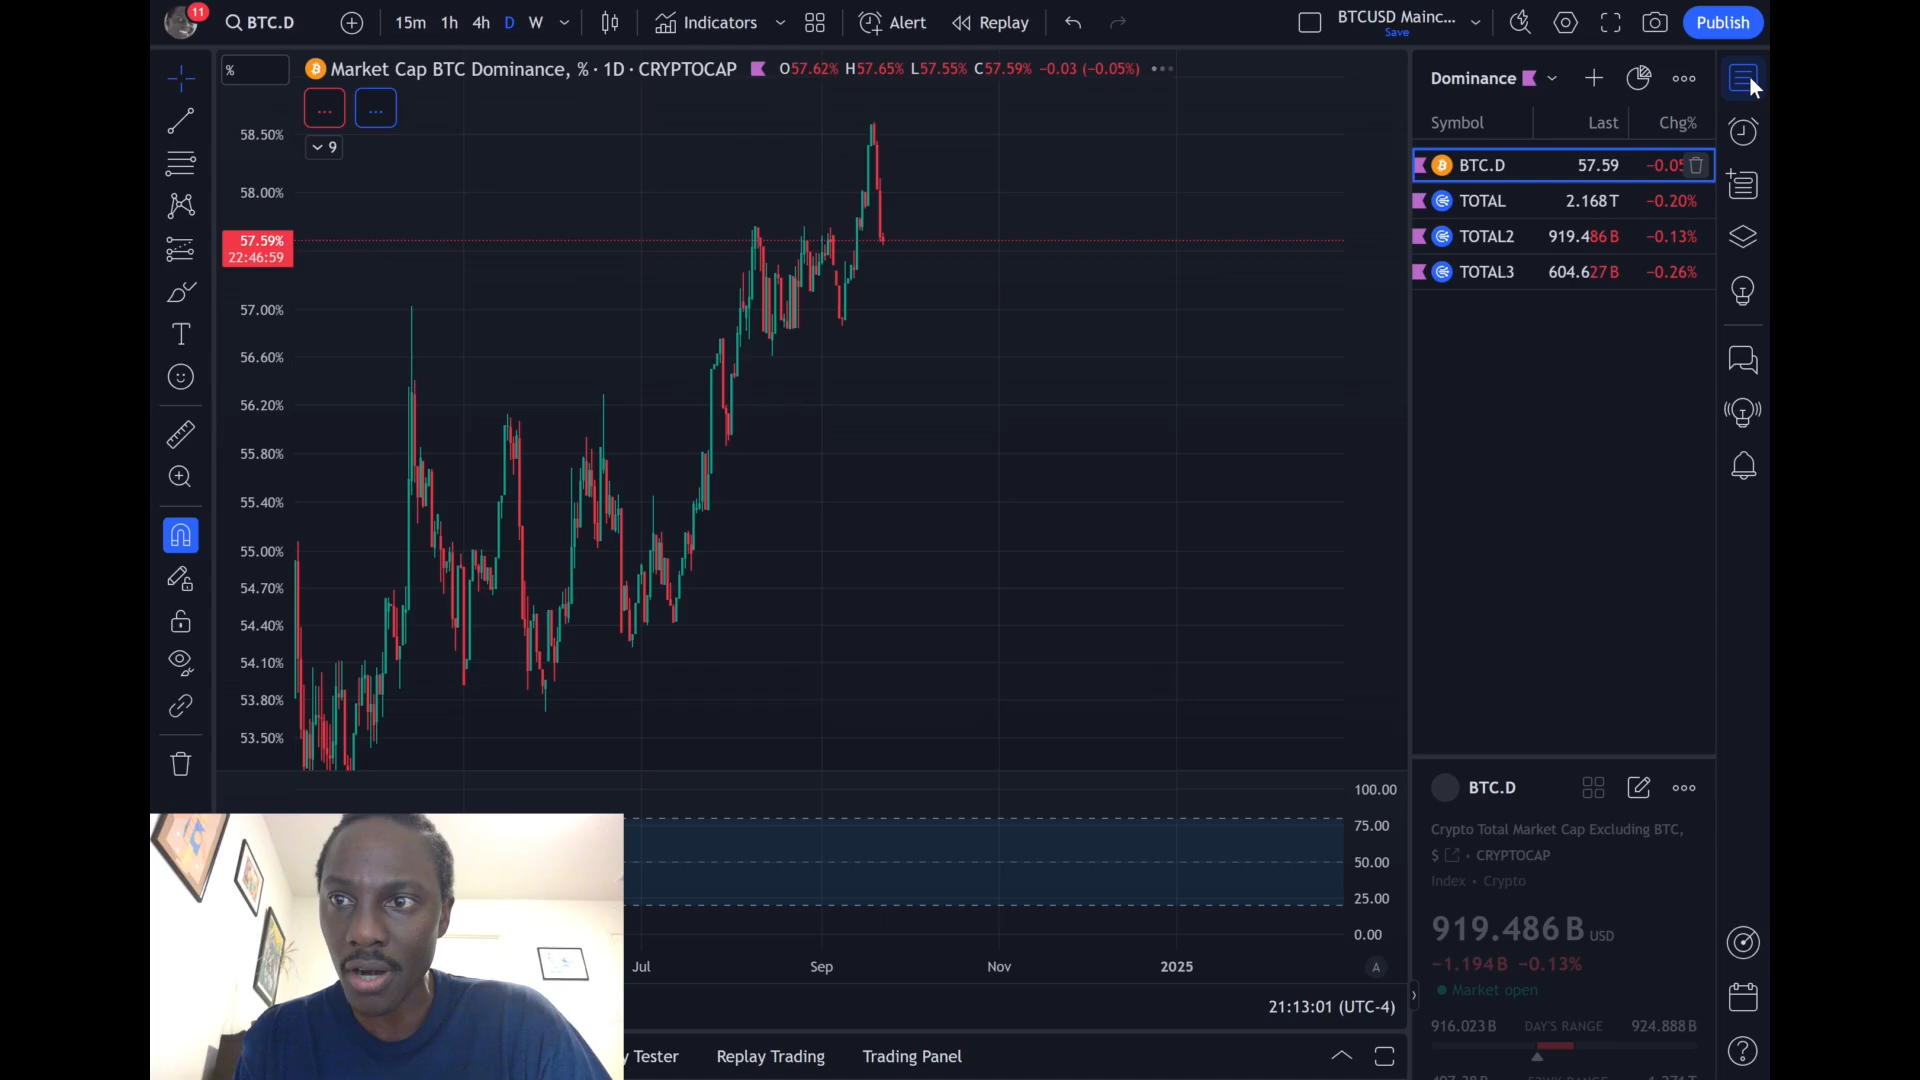 11
BTC.D
15m 1h 4h D W
Indicators
Alert
Replay
BTCUSD Mainc...
Save
Publish
%
Market Cap BTC Dominance, % · 1D · CRYPTOCAP
O57.62% H57.65% L57.55% C57.59% −0.03 (−0.05%)
9
58.50%
58.00%
57.59%
22:46:59
57.00%
56.60%
56.20%
55.80%
55.40%
55.00%
54.70%
54.40%
54.10%
53.80%
53.50%
100.00
75.00
50.00
25.00
0.00
Jul Sep Nov 2025
A
21:13:01 (UTC-4)
y Tester Replay Trading Trading Panel
Dominance
Symbol Last Chg%
BTC.D 57.59 −0.05
TOTAL 2.168 T −0.20%
TOTAL2 919.486 B −0.13%
TOTAL3 604.627 B −0.26%
BTC.D
Crypto Total Market Cap Excluding BTC,
$ • CRYPTOCAP
Index • Crypto
919.486 B USD
−1.194 B −0.13%
Market open
916.023 B DAY'S RANGE 924.888 B